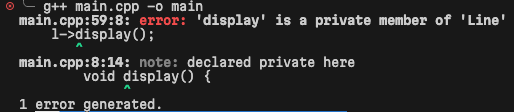 g++ main.cpp -o main
main.cpp:59:8: error: 'display' is a private member of 'Line'
l->display();
^
main.cpp:8:14: note: declared private here
void display() {
^
1 error generated.